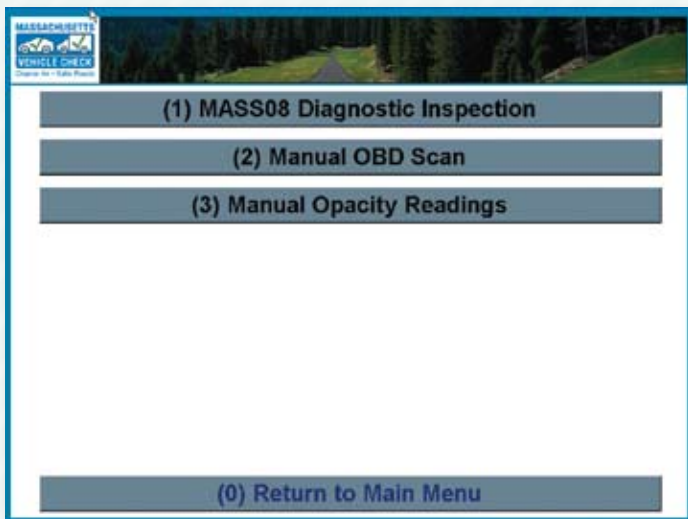 MASSACHUSETTS
VEHICLE CHECK
(1) MASS08 Diagnostic Inspection
(2) Manual OBD Scan
(3) Manual Opacity Readings
(0) Return to Main Menu